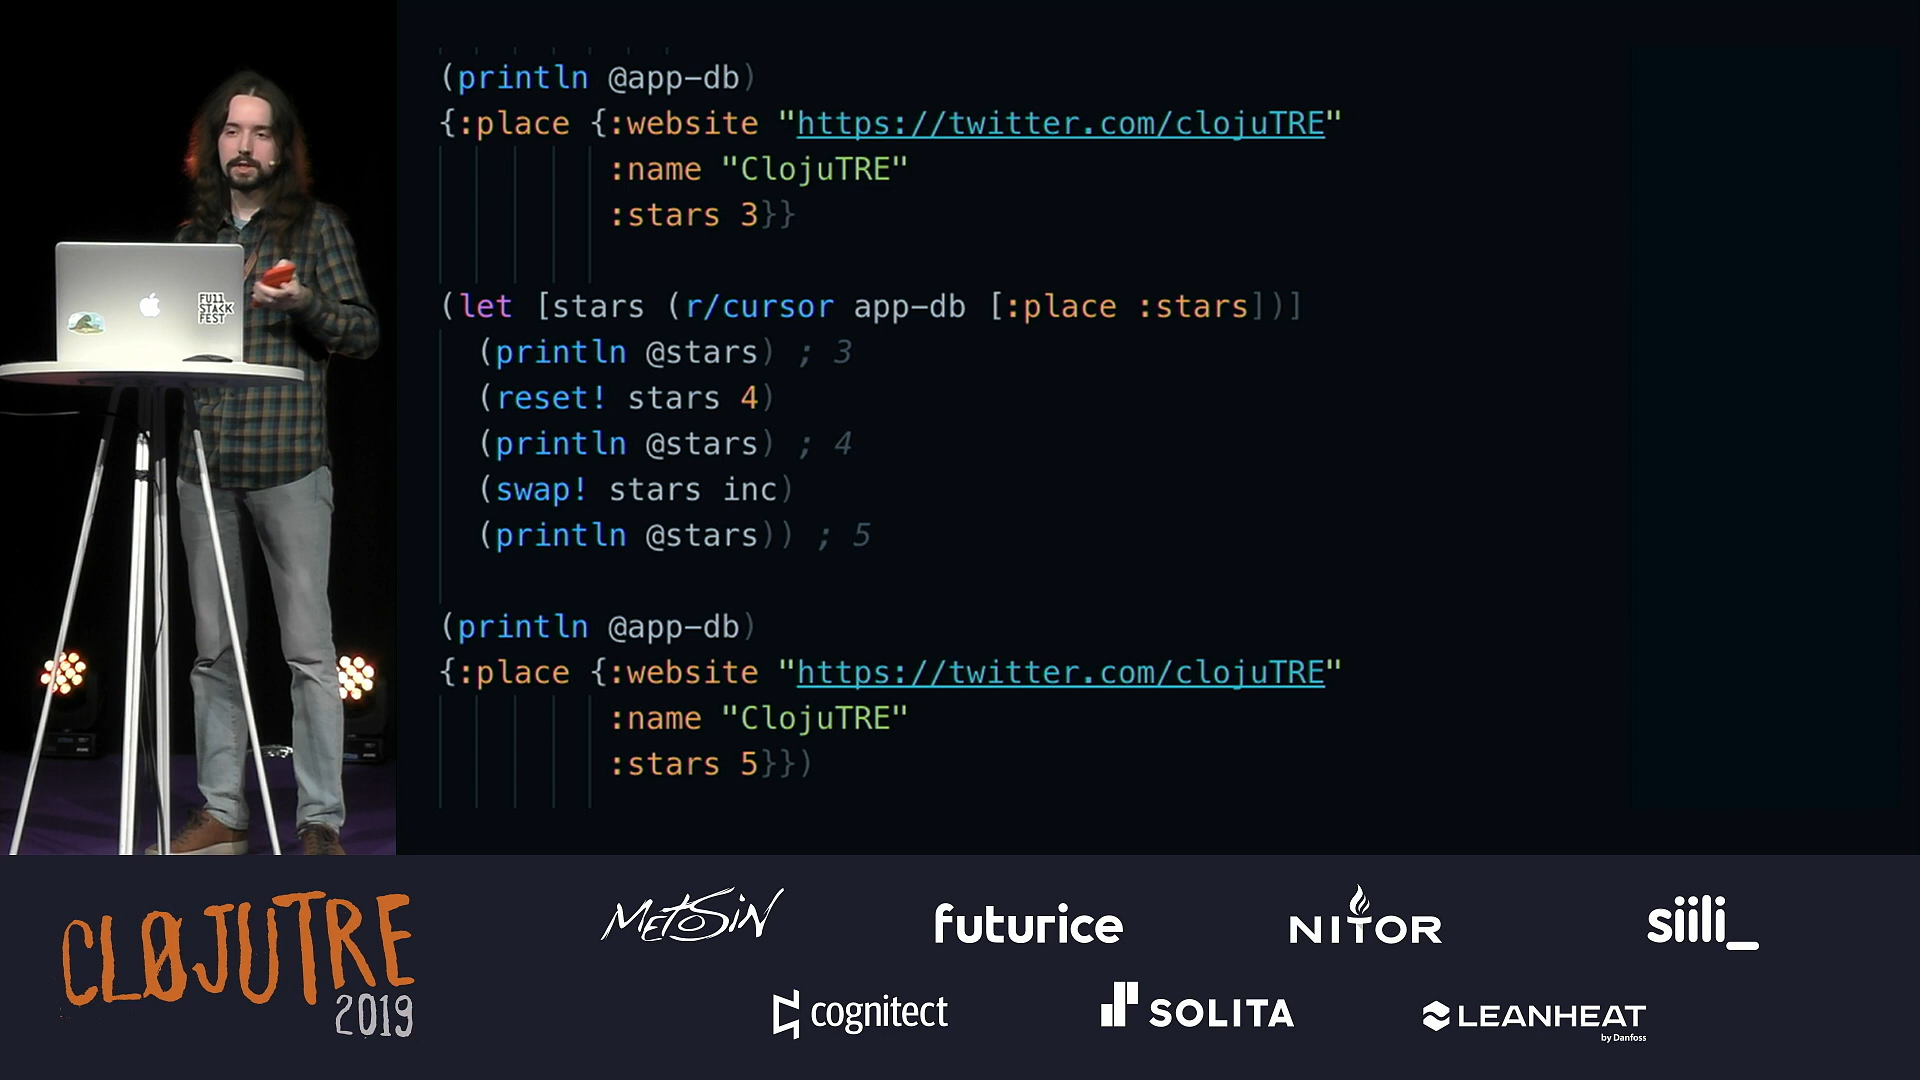 (println @app-db)
{:place {:website "https://twitter.com/clojuTRE"
:name "ClojuTRE"
:stars 3}}
(let [stars (r/cursor app-db [:place :stars])]
(println @stars) ; 3
(reset! stars 4)
(println @stars) ; 4
(swap! stars inc)
(println @stars)) ; 5
(println @app-db)
{:place {:website "https://twitter.com/clojuTRE"
:name "ClojuTRE"
:stars 5}})
FULL
STACK
FEST
CLØJUTRE
2019
METOSIN
futurice
NITOR
siili_
cognitect
SOLITA
LEANHEAT
by Danfoss